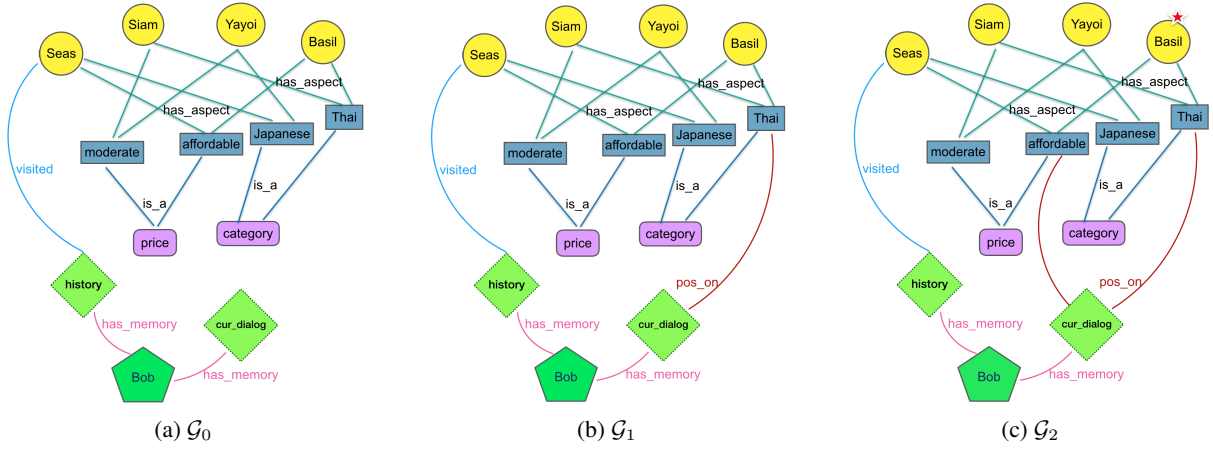 Siam
Yayoi
Seas
Basil
has_aspect
has_aspect
Thai
Japanese
affordable
moderate
visited
is_a
is_a
category
price
history
cur_dialog
has_memory
Bob
has_memory
(a) G₀
Siam
Yayoi
Seas
Basil
has_aspect
has_aspect
Thai
Japanese
affordable
moderate
visited
is_a
is_a
category
price
history
pos_on
cur_dialog
has_memory
Bob
has_memory
(b) G₁
Siam
Yayoi
Seas
Basil
has_aspect
has_aspect
Thai
Japanese
affordable
moderate
visited
is_a
is_a
category
price
history
pos_on
cur_dialog
has_memory
Bob
has_memory
(c) G₂